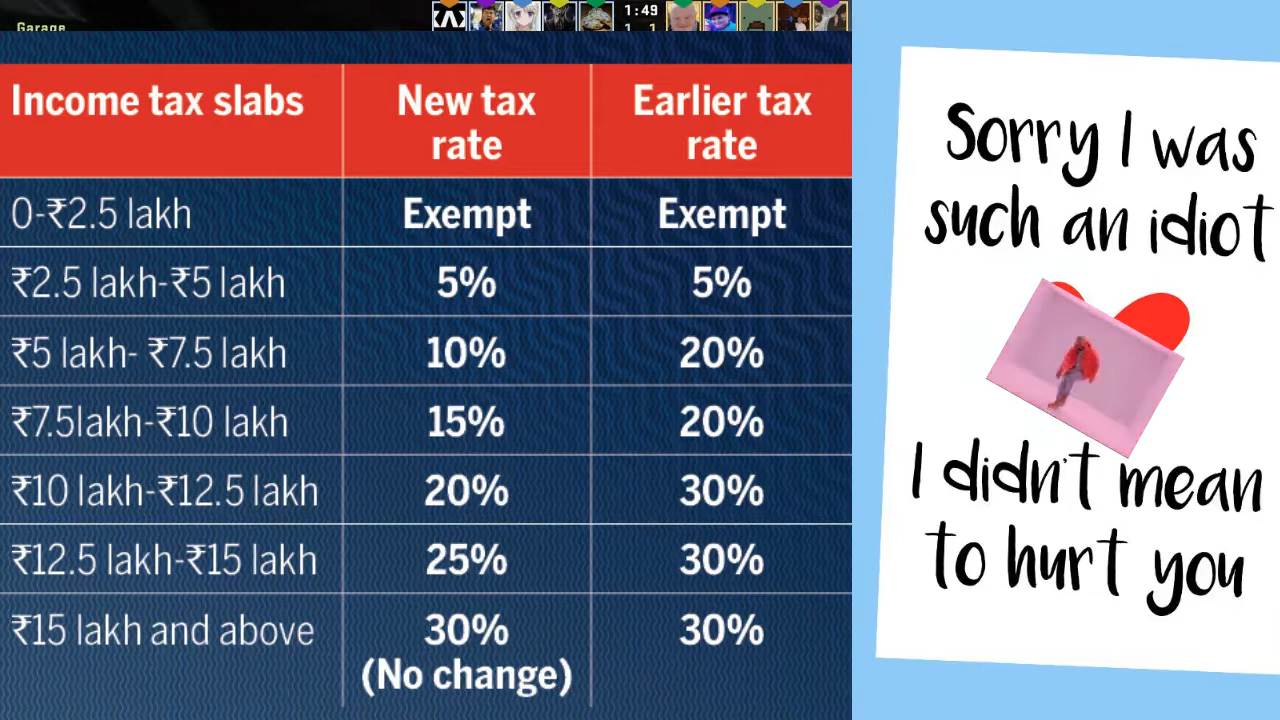 Garage
1:49
1 1
Income tax slabs New tax rate Earlier tax rate
0-₹2.5 lakh Exempt Exempt
₹2.5 lakh-₹5 lakh 5% 5%
₹5 lakh- ₹7.5 lakh 10% 20%
₹7.5lakh-₹10 lakh 15% 20%
₹10 lakh-₹12.5 lakh 20% 30%
₹12.5 lakh-₹15 lakh 25% 30%
₹15 lakh and above 30% 30%
(No change)
Sorry I was
such an idiot
I didn't mean
to hurt you